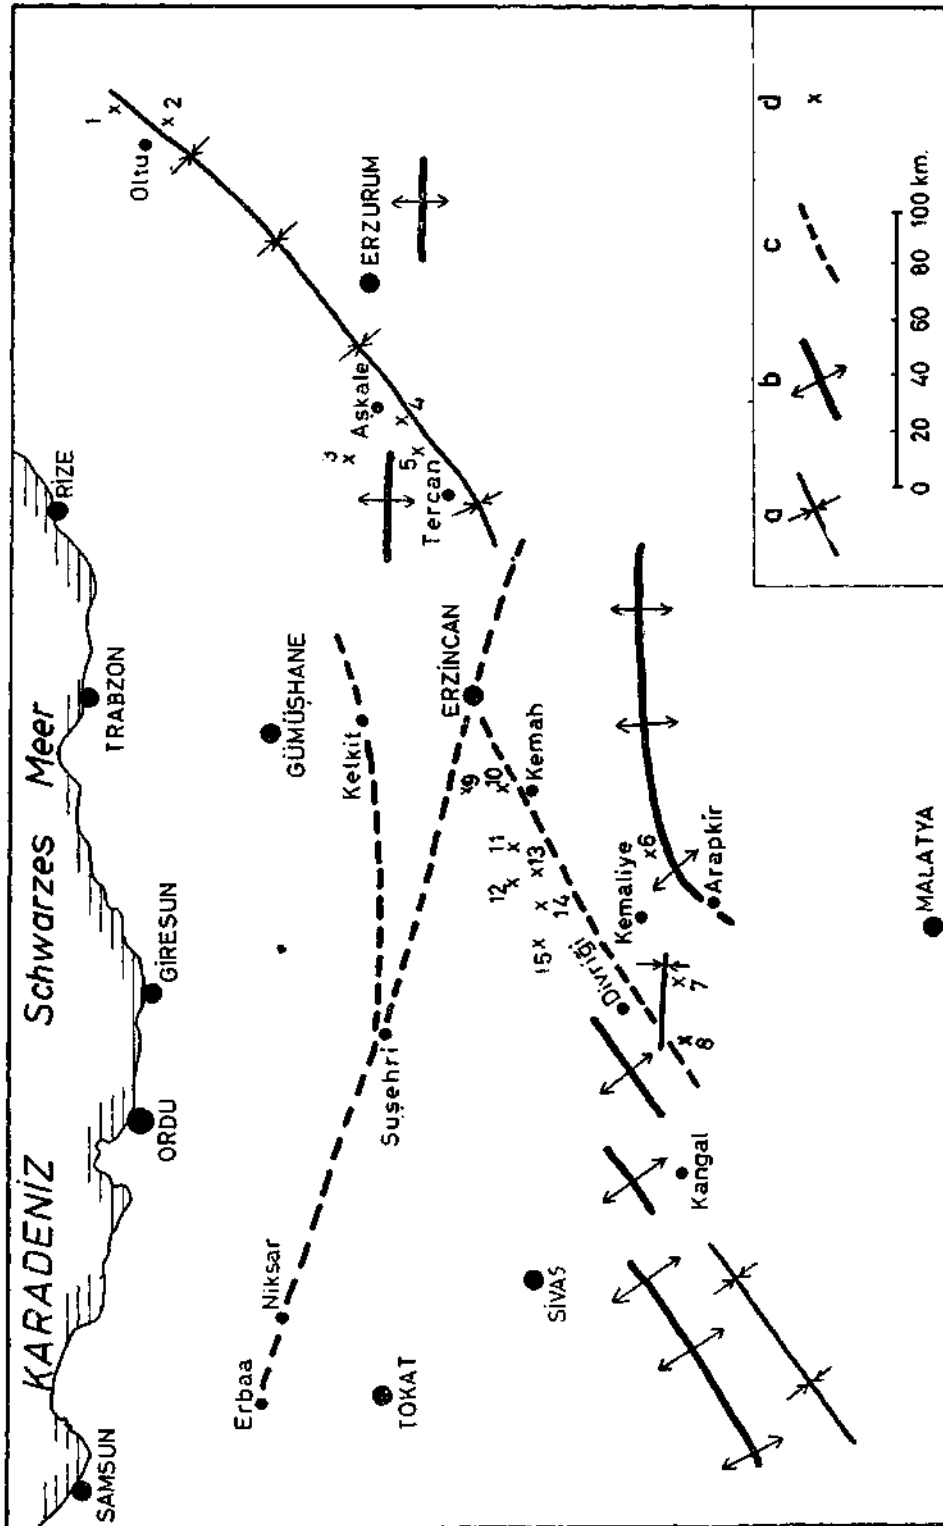 KARADENİZ
Schwarzes Meer
SAMSUN
ORDU
GİRESUN
TRABZON
RİZE
Erbaa
Niksar
TOKAT
Suşehri
Kelkit
GÜMÜŞHANE
ERZİNCAN
SİVAS
Kangal
Divriği
Kemaliye
Arapkir
Kemah
MALATYA
Tercan
Aşkale
ERZURUM
Oltu
1
2
3
4
5
6
7
8
9
10
11
12
13
14
15
a b c d
0 20 40 60 80 100 km.